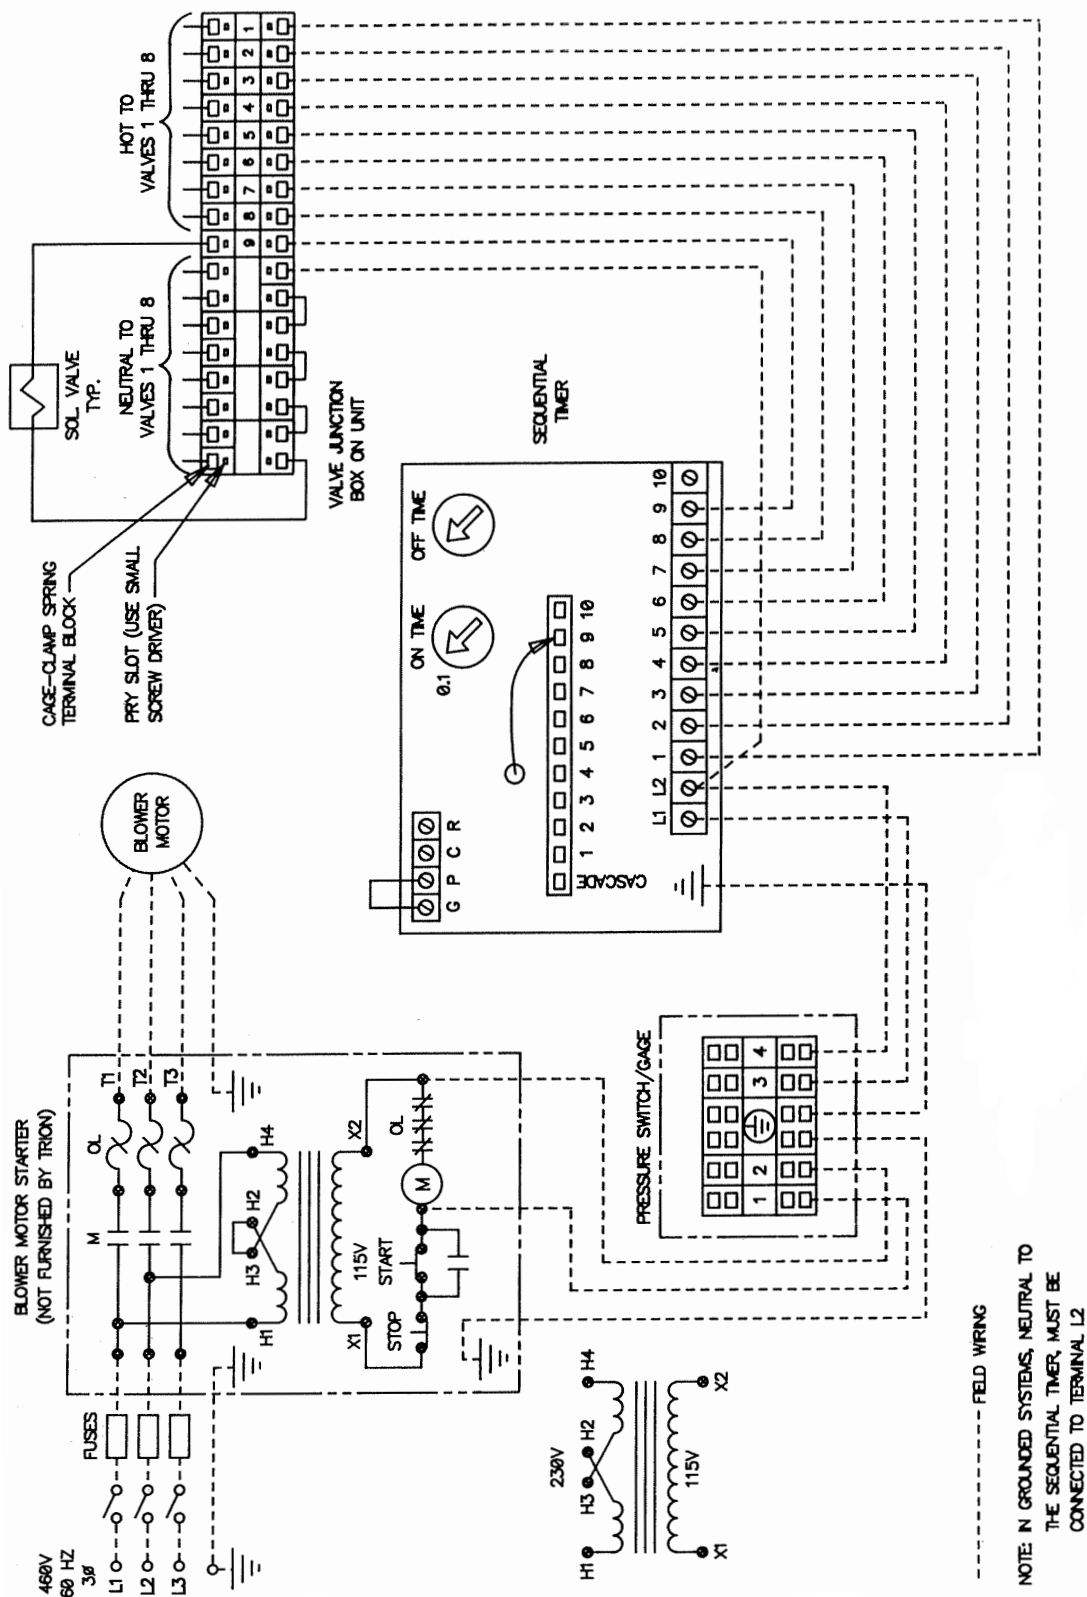 460V
60 HZ
3Ø
L1
L2
L3
FUSES
BLOWER MOTOR STARTER
(NOT FURNISHED BY TRION)
M
OL
T1
T2
T3
BLOWER
MOTOR
H1
H3
H2
H4
X1
115V
X2
STOP
START
M
OL
230V
H1
H3
H2
H4
X1
115V
X2
PRESSURE SWITCH/GAGE
1
2
3
4
CAGE-CLAMP SPRING
TERMINAL BLOCK
PRY SLOT (USE SMALL
SCREW DRIVER)
SOL. VALVE
TYP.
NEUTRAL TO
VALVES 1 THRU 8
HOT TO
VALVES 1 THRU 8
9
8
7
6
5
4
3
2
1
VALVE JUNCTION
BOX ON UNIT
SEQUENTIAL
TIMER
ON TIME
OFF TIME
0.1
G P C R
CASCADE
1 2 3 4 5 6 7 8 9 10
L1 L2 1 2 3 4 5 6 7 8 9 10
FIELD WIRING
NOTE: IN GROUNDED SYSTEMS, NEUTRAL TO
THE SEQUENTIAL TIMER, MUST BE
CONNECTED TO TERMINAL L2